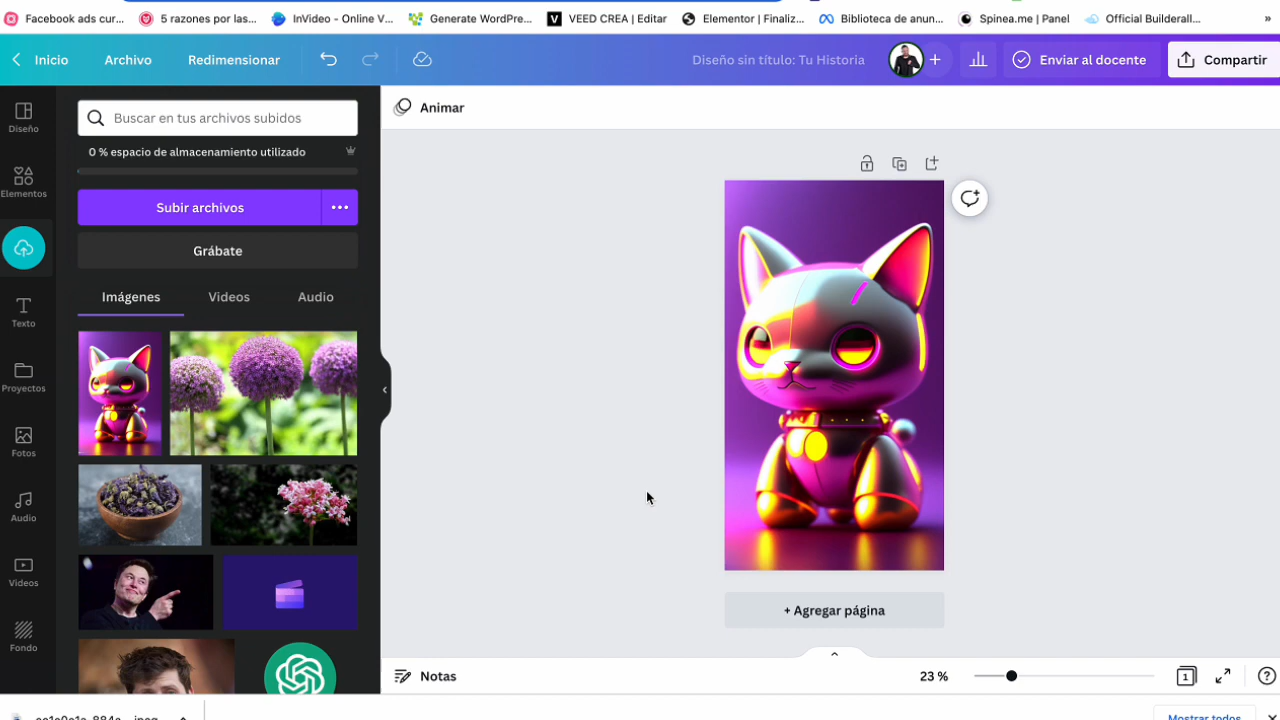 Facebook ads cur...
5 razones por las...
InVideo - Online V...
Generate WordPre...
VEED CREA | Editar
Elementor | Finaliz...
Biblioteca de anun...
Spinea.me | Panel
Official Builderall...
»
Inicio
Archivo
Redimensionar
Diseño sin título: Tu Historia
+
Enviar al docente
Compartir
Diseño
Elementos
Texto
Proyectos
Fotos
Audio
Videos
Fondo
Buscar en tus archivos subidos
0 % espacio de almacenamiento utilizado
Subir archivos
Grábate
Imágenes
Videos
Audio
Animar
+ Agregar página
Notas
23 %
1
Mostrar todos